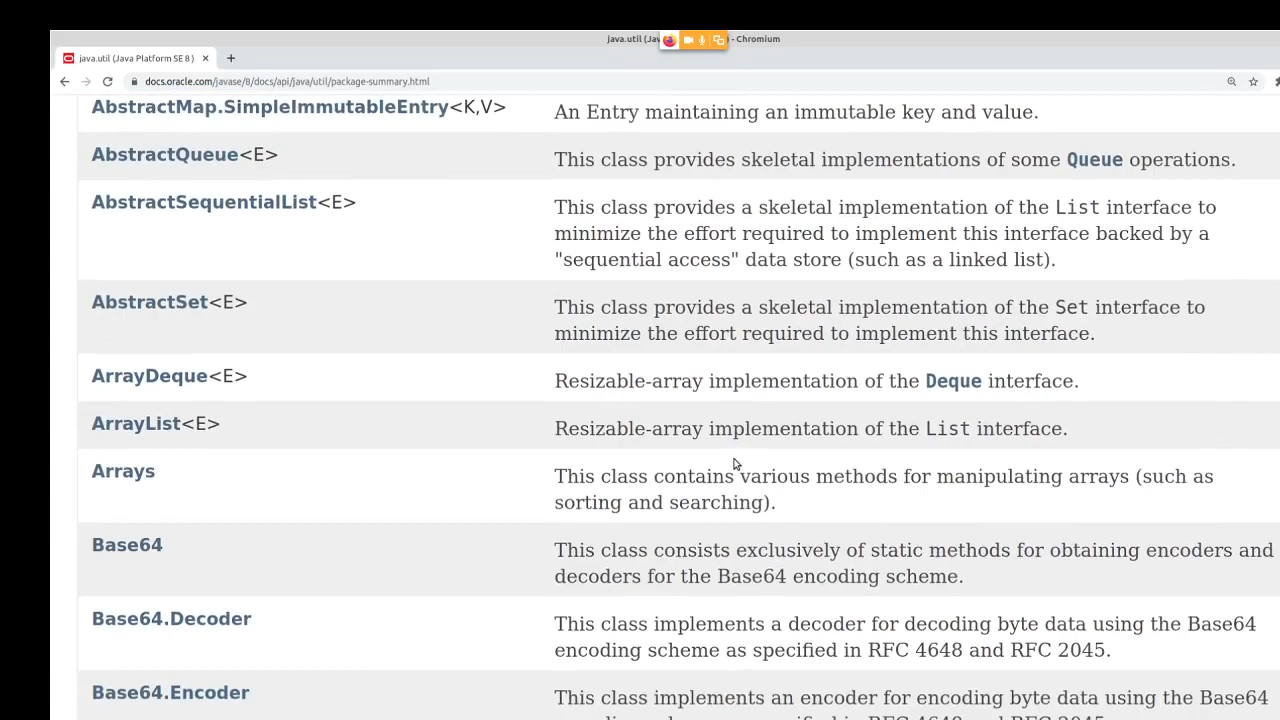 java.util (Jav - Chromium
java.util (Java Platform SE 8 )
docs.oracle.com/javase/8/docs/api/java/util/package-summary.html
AbstractMap.SimpleImmutableEntry<K,V>
An Entry maintaining an immutable key and value.
AbstractQueue<E>
This class provides skeletal implementations of some Queue operations.
AbstractSequentialList<E>
This class provides a skeletal implementation of the List interface to
minimize the effort required to implement this interface backed by a
"sequential access" data store (such as a linked list).
AbstractSet<E>
This class provides a skeletal implementation of the Set interface to
minimize the effort required to implement this interface.
ArrayDeque<E>
Resizable-array implementation of the Deque interface.
ArrayList<E>
Resizable-array implementation of the List interface.
Arrays
This class contains various methods for manipulating arrays (such as
sorting and searching).
Base64
This class consists exclusively of static methods for obtaining encoders and
decoders for the Base64 encoding scheme.
Base64.Decoder
This class implements a decoder for decoding byte data using the Base64
encoding scheme as specified in RFC 4648 and RFC 2045.
Base64.Encoder
This class implements an encoder for encoding byte data using the Base64